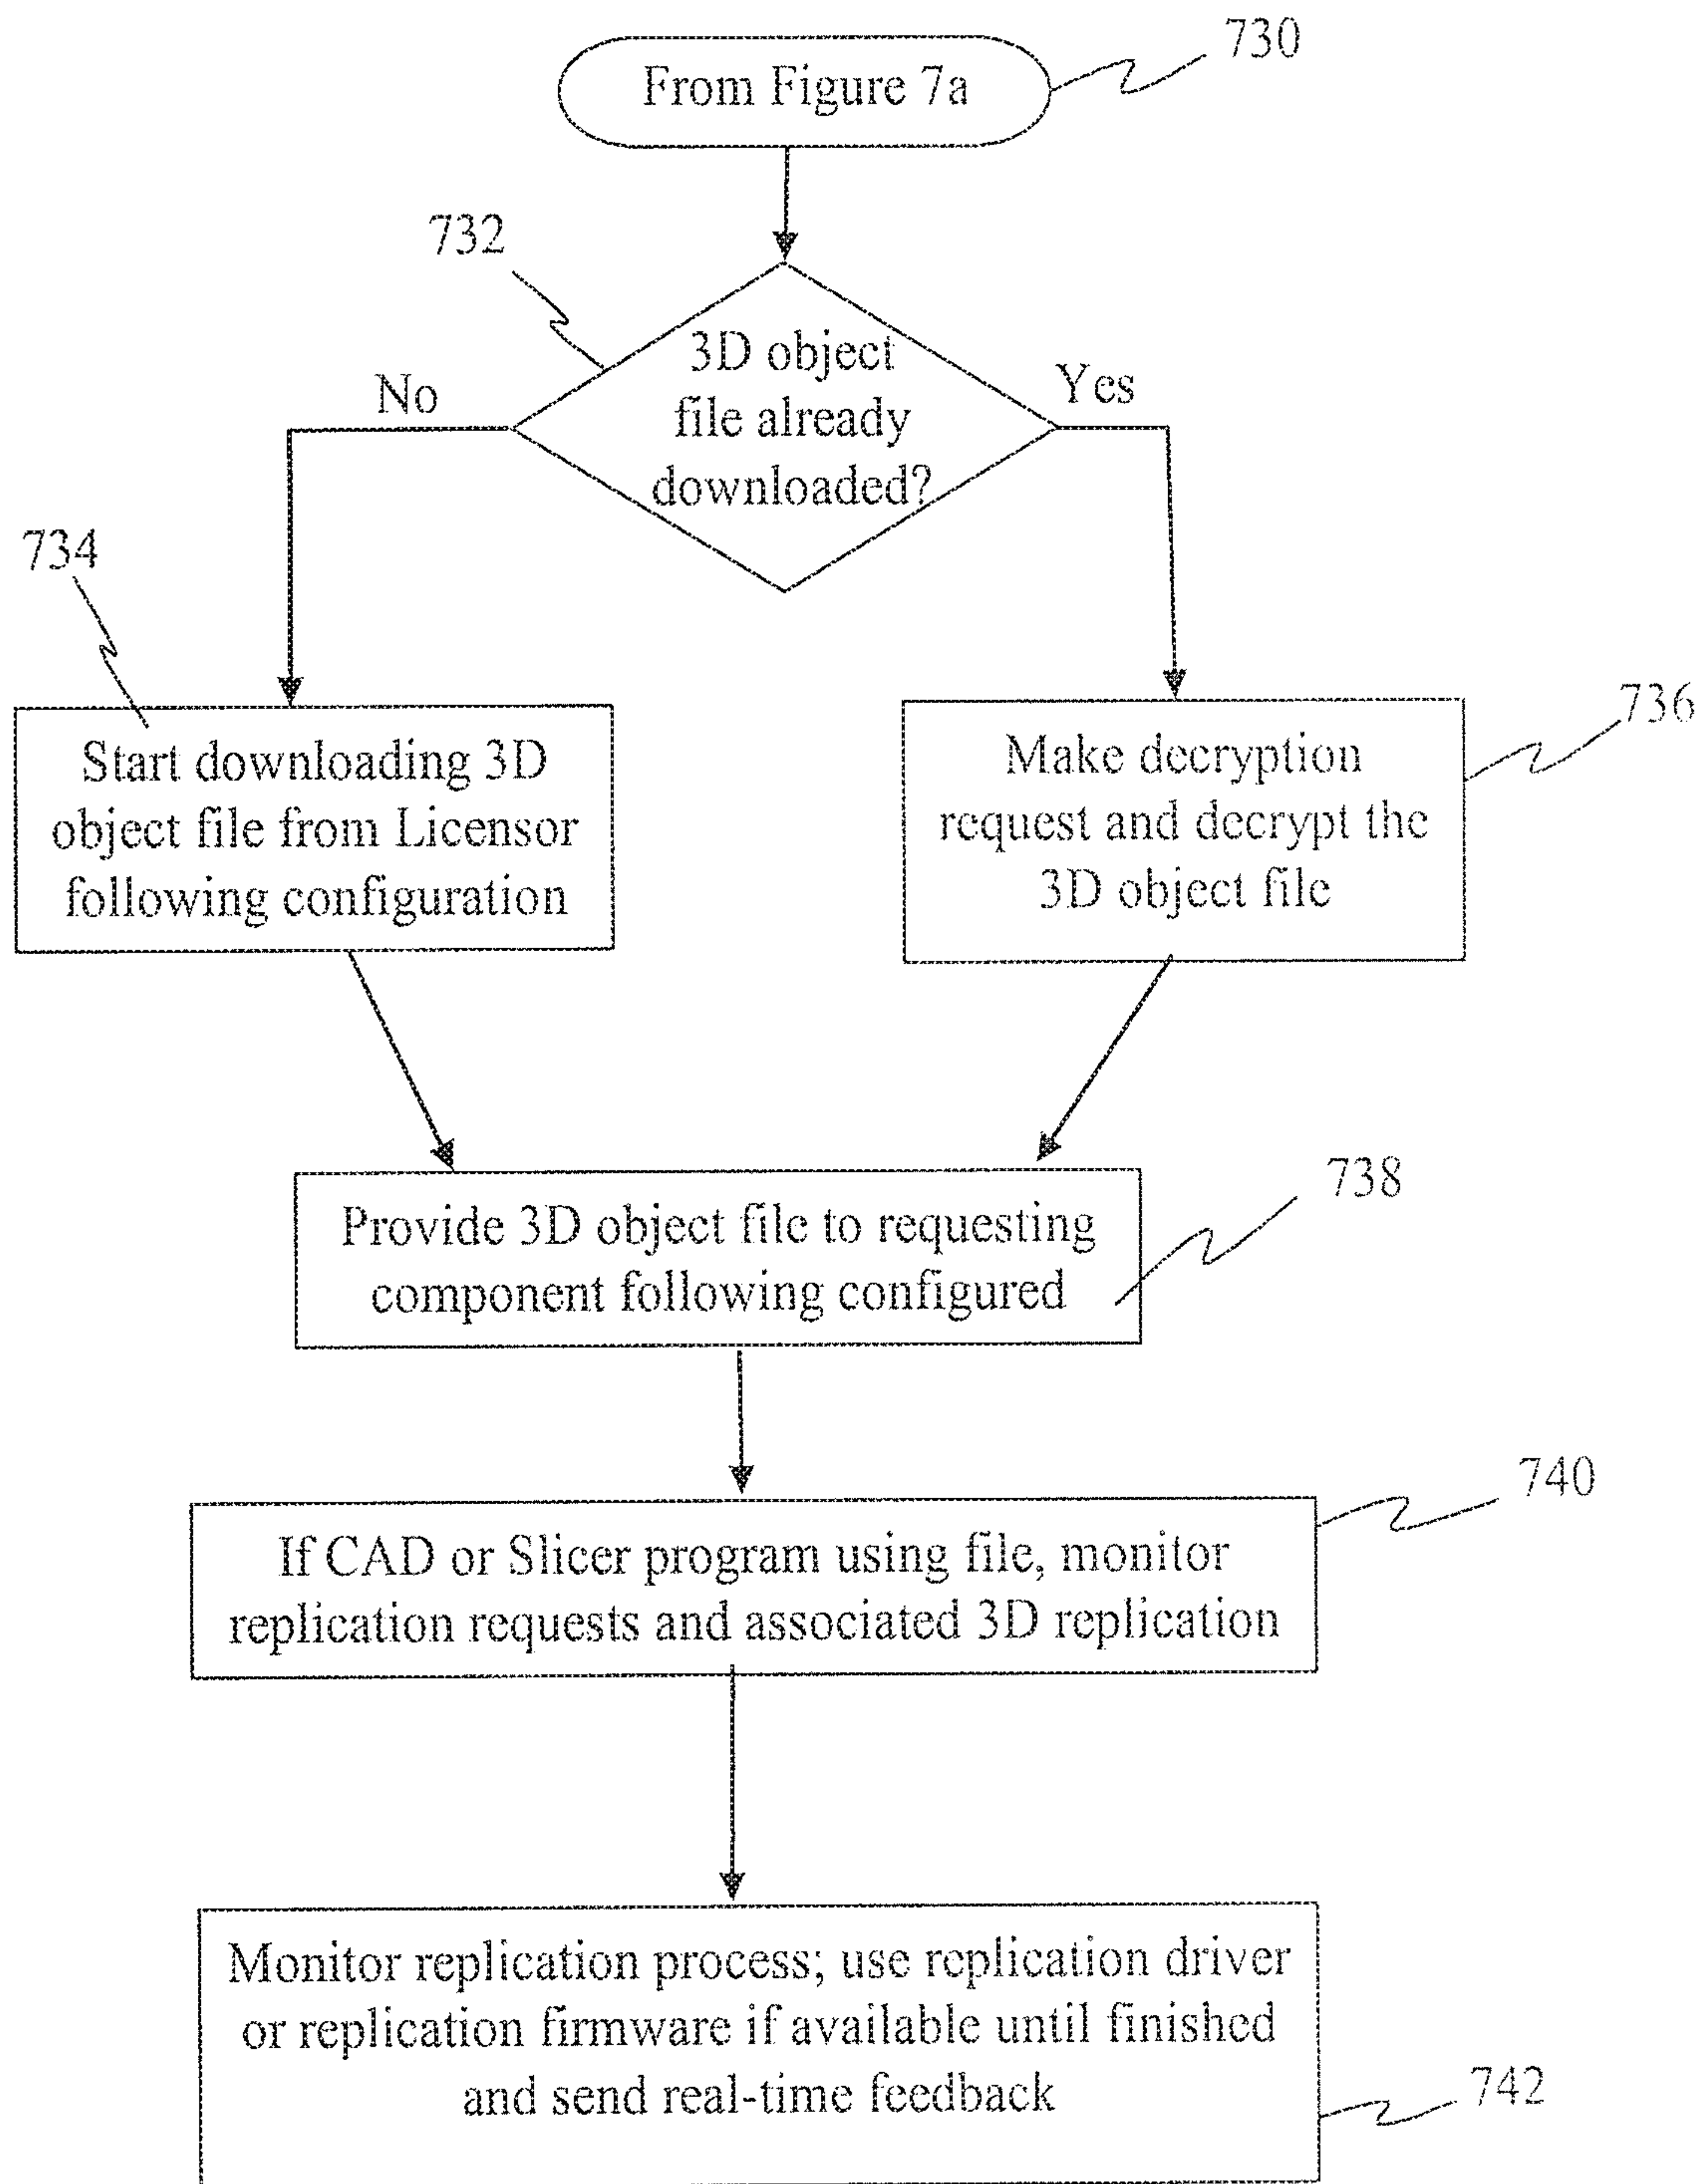 730
From Figure 7a
732
3D object
file already
downloaded?
No
Yes
734
Start downloading 3D
object file from Licensor
following configuration
736
Make decryption
request and decrypt the
3D object file
738
Provide 3D object file to requesting
component following configured
740
If CAD or Slicer program using file, monitor
replication requests and associated 3D replication
Monitor replication process; use replication driver
or replication firmware if available until finished
and send real-time feedback
742